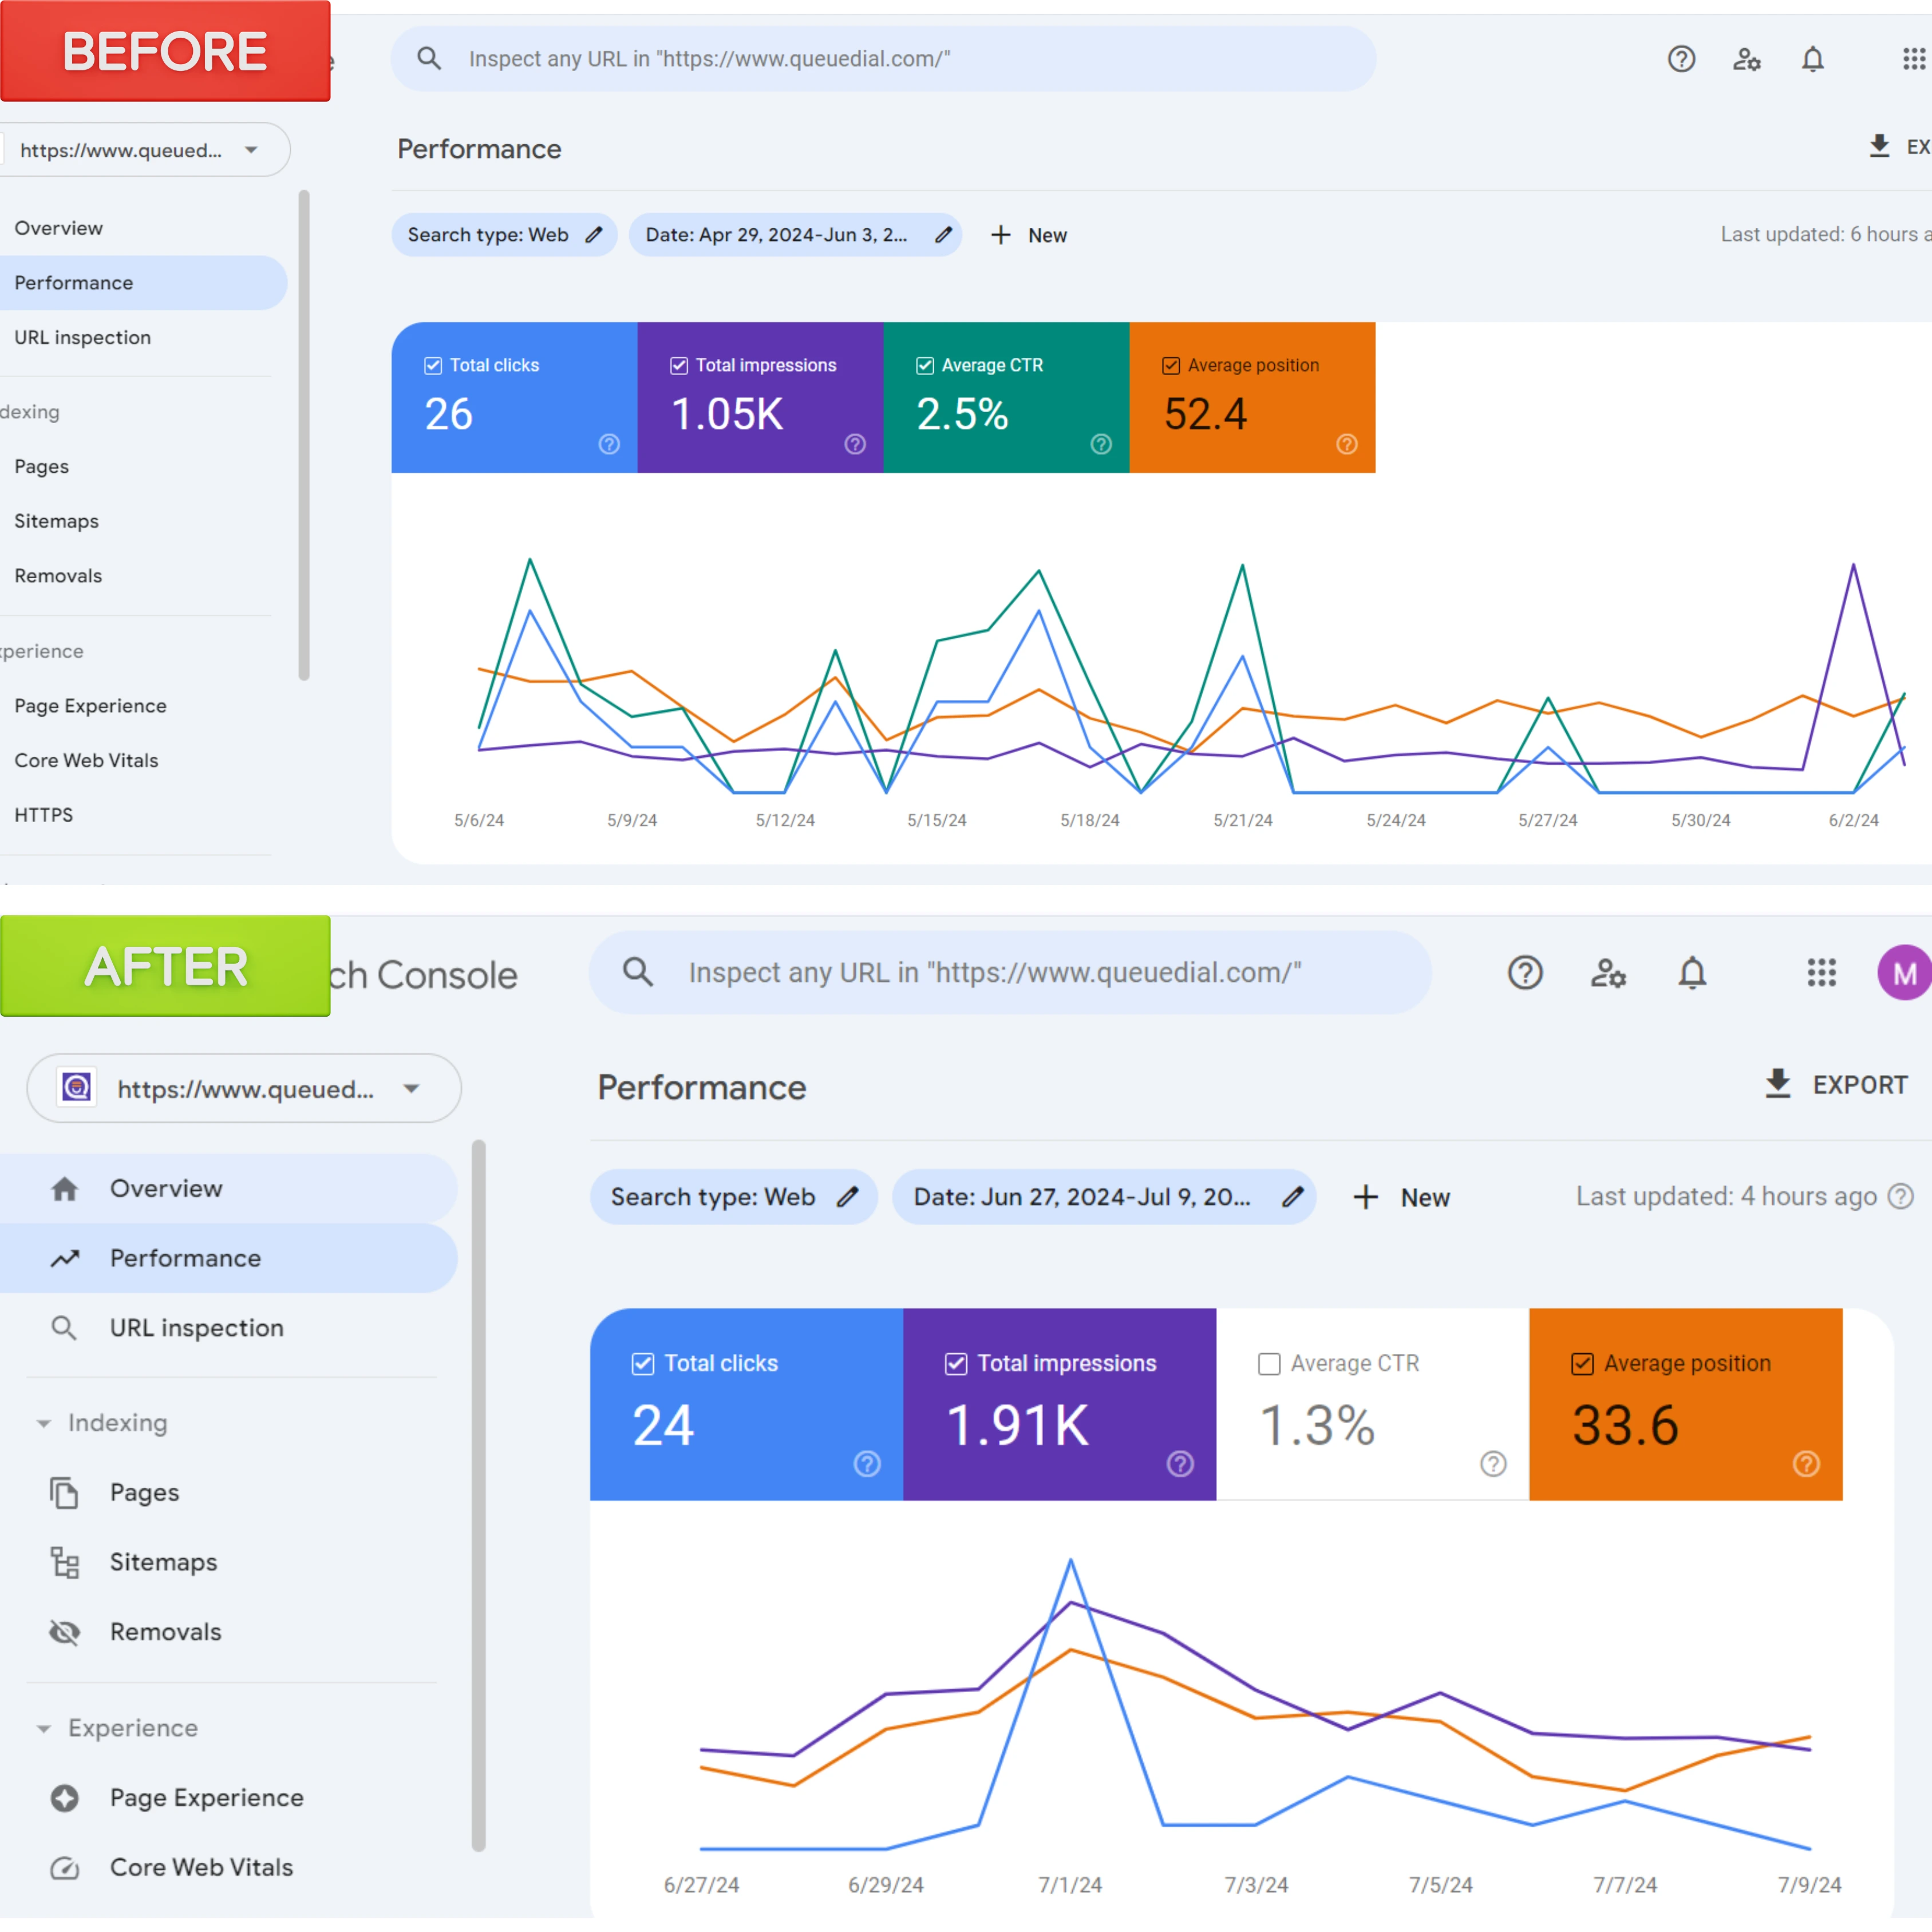 BEFORE
Inspect any URL in "https://www.queuedial.com/"
https://www.queued...
Performance
EX
Overview
Performance
URL inspection
Search type: Web
Date: Apr 29, 2024-Jun 3, 2...
New
Last updated: 6 hours a
dexing
Pages
Sitemaps
Removals
Total clicks
26
Total impressions
1.05K
Average CTR
2.5%
Average position
52.4
perience
Page Experience
Core Web Vitals
HTTPS
5/6/24 5/9/24 5/12/24 5/15/24 5/18/24 5/21/24 5/24/24 5/27/24 5/30/24 6/2/24
AFTER
ch Console
Inspect any URL in "https://www.queuedial.com/"
M
https://www.queued...
Performance
EXPORT
Overview
Performance
URL inspection
Search type: Web
Date: Jun 27, 2024-Jul 9, 20...
New
Last updated: 4 hours ago
Indexing
Pages
Sitemaps
Removals
Total clicks
24
Total impressions
1.91K
Average CTR
1.3%
Average position
33.6
Experience
Page Experience
Core Web Vitals
6/27/24 6/29/24 7/1/24 7/3/24 7/5/24 7/7/24 7/9/24